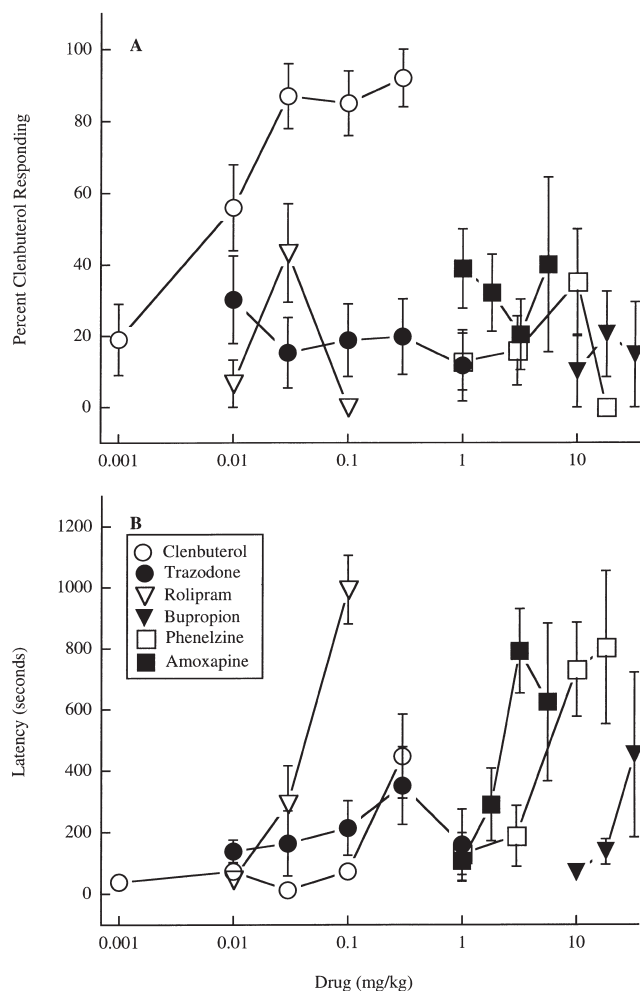 A
Percent Clenbuterol Responding
100
80
60
40
20
0
0.001 0.01 0.1 1 10
B
Latency (seconds)
1200
1000
800
600
400
200
0
Clenbuterol
Trazodone
Rolipram
Bupropion
Phenelzine
Amoxapine
0.001 0.01 0.1 1 10
Drug (mg/kg)